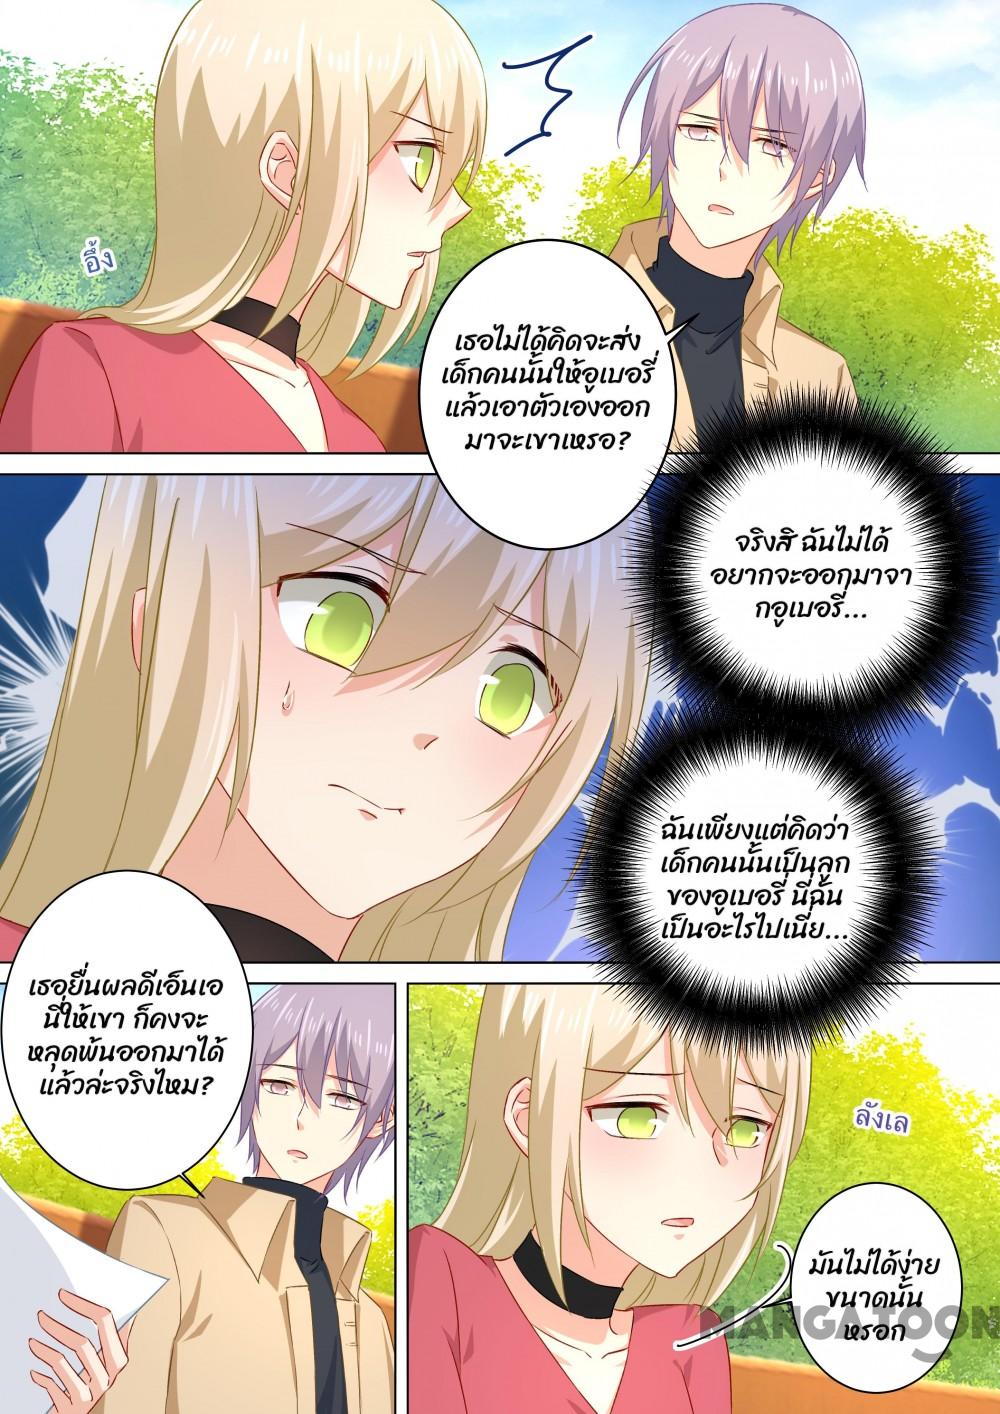 อึ้ง
เธอไม่ได้คิดจะส่ง
เด็กคนนั้นให้อูเบอรี่
แล้วเอาตัวเองออก
มาจะเขาเหรอ?
จริงสิ ฉันไม่ได้
อยากจะออกมาจา
กอูเบอรี่...
ฉันเพียงแต่คิดว่า
เด็กคนนั้นเป็นลูก
ของอูเบอรี่ นี่ฉัน
เป็นอะไรไปเนี่ย...
เธอยื่นผลดีเอ็นเอ
นี่ให้เขา ก็คงจะ
หลุดพ้นออกมาได้
แล้วล่ะจริงไหม?
ลังเล
มันไม่ได้ง่าย
ขนาดนั้น
หรอก
MANGATOON